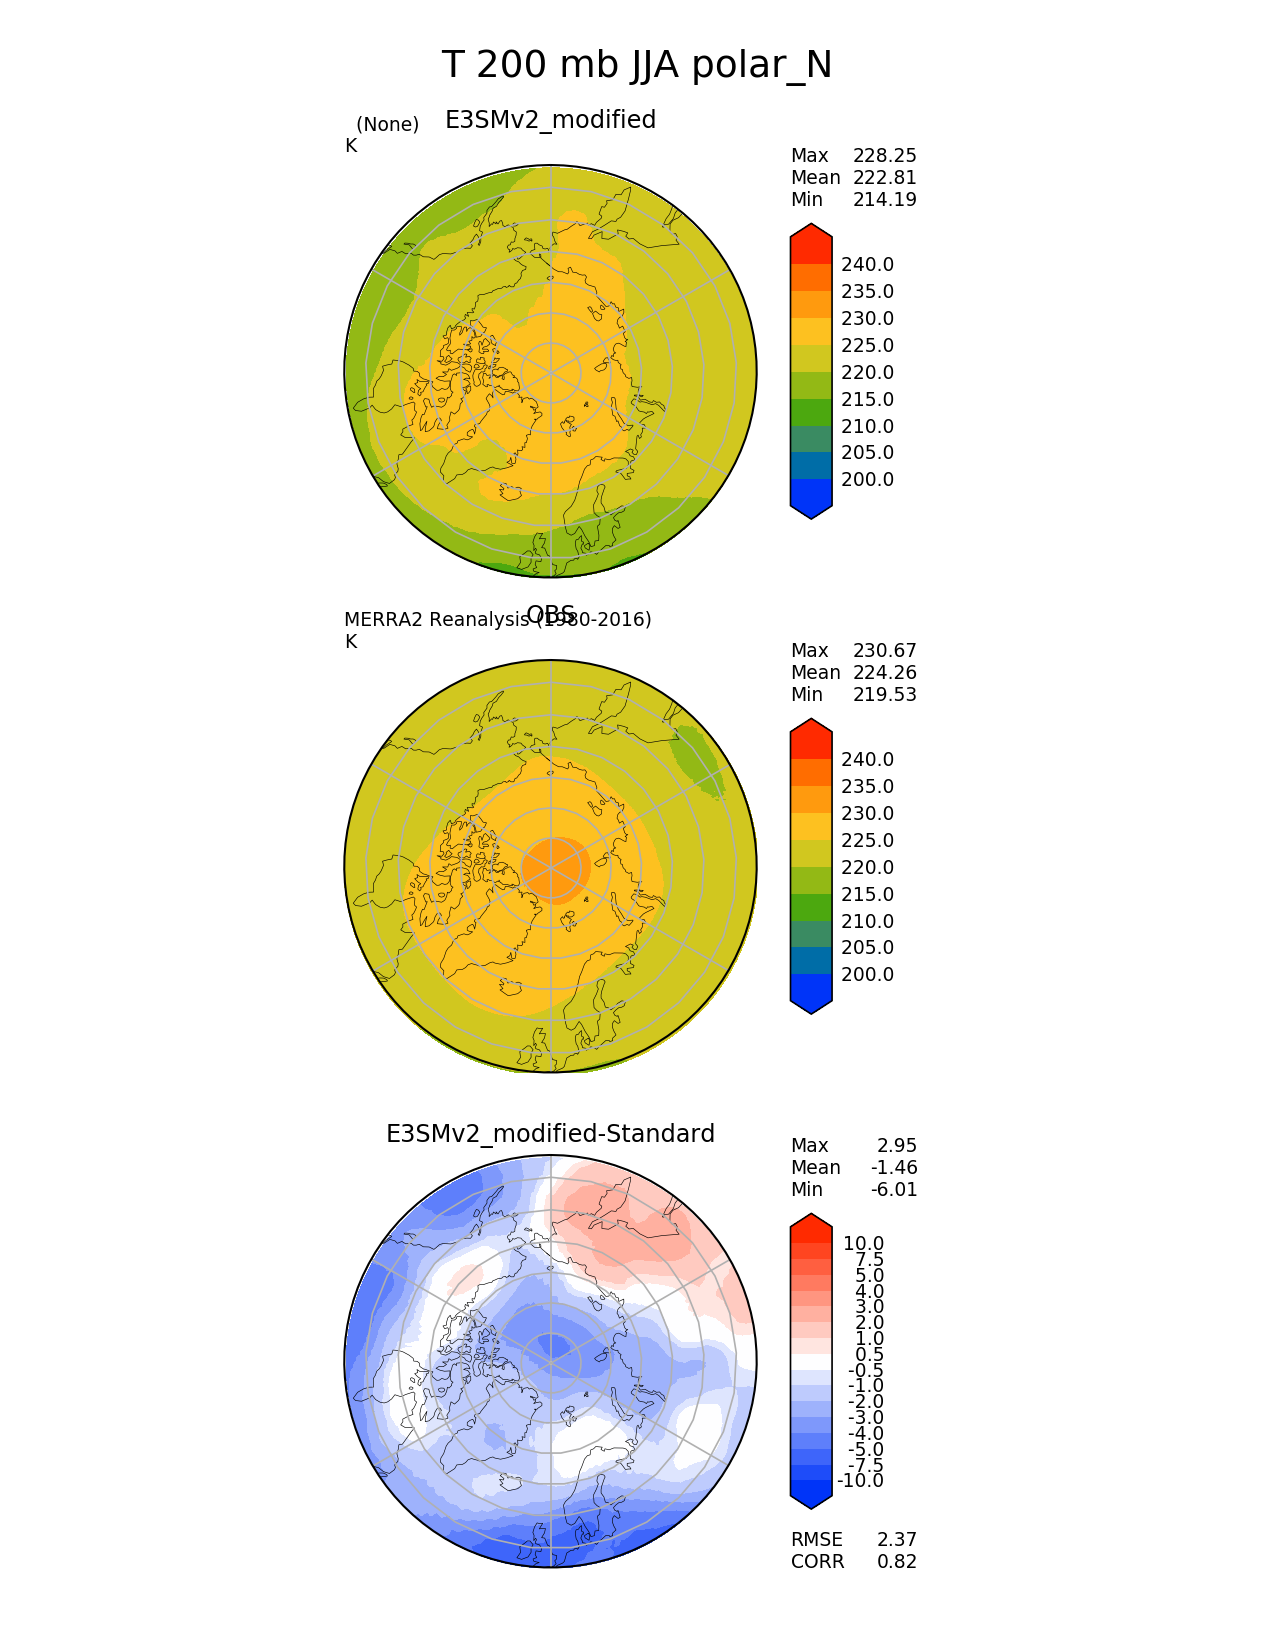 T 200 mb JJA polar_N
(None) E3SMv2_modified
K
Max 228.25
Mean 222.81
Min 214.19
240.0
235.0
230.0
225.0
220.0
215.0
210.0
205.0
200.0
OBS
MERRA2 Reanalysis (1980-2016)
K
Max 230.67
Mean 224.26
Min 219.53
240.0
235.0
230.0
225.0
220.0
215.0
210.0
205.0
200.0
E3SMv2_modified-Standard
Max 2.95
Mean -1.46
Min -6.01
10.0
7.5
5.0
4.0
3.0
2.0
1.0
0.5
-0.5
-1.0
-2.0
-3.0
-4.0
-5.0
-7.5
-10.0
RMSE 2.37
CORR 0.82